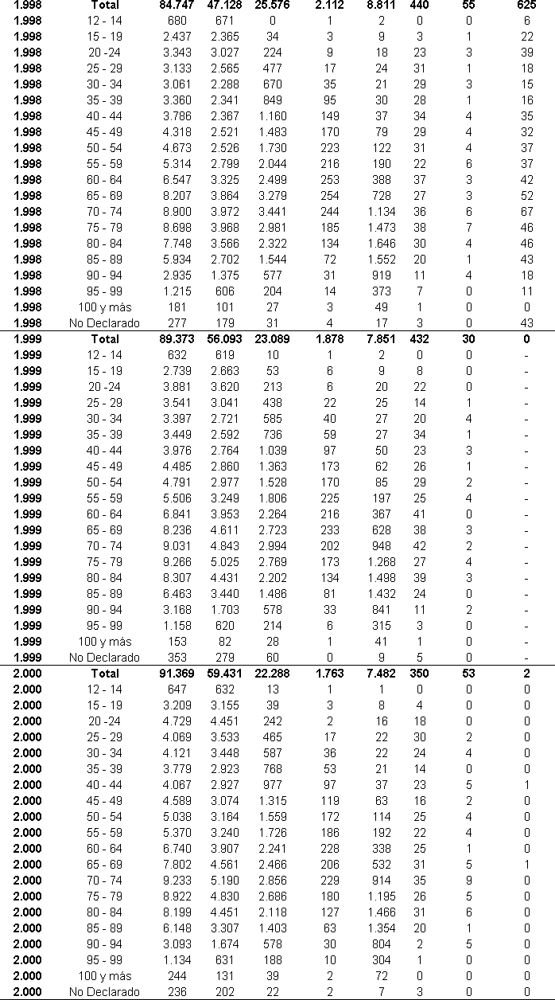 1.998 Total 84.747 47.128 25.576 2.112 8.811 440 55 625
1.998 12 - 14 680 671 0 1 2 0 0 6
1.998 15 - 19 2.437 2.365 34 3 9 3 1 22
1.998 20 -24 3.343 3.027 224 9 18 23 3 39
1.998 25 - 29 3.133 2.565 477 17 24 31 1 18
1.998 30 - 34 3.061 2.288 670 35 21 29 3 15
1.998 35 - 39 3.360 2.341 849 95 30 28 1 16
1.998 40 - 44 3.786 2.367 1.160 149 37 34 4 35
1.998 45 - 49 4.318 2.521 1.483 170 79 29 4 32
1.998 50 - 54 4.673 2.526 1.730 223 122 31 4 37
1.998 55 - 59 5.314 2.799 2.044 216 190 22 6 37
1.998 60 - 64 6.547 3.325 2.499 253 388 37 3 42
1.998 65 - 69 8.207 3.864 3.279 254 728 27 3 52
1.998 70 - 74 8.900 3.972 3.441 244 1.134 36 6 67
1.998 75 - 79 8.698 3.968 2.981 185 1.473 38 7 46
1.998 80 - 84 7.748 3.566 2.322 134 1.646 30 4 46
1.998 85 - 89 5.934 2.702 1.544 72 1.552 20 1 43
1.998 90 - 94 2.935 1.375 577 31 919 11 4 18
1.998 95 - 99 1.215 606 204 14 373 7 0 11
1.998 100 y más 181 101 27 3 49 1 0 0
1.998 No Declarado 277 179 31 4 17 3 0 43
1.999 Total 89.373 56.093 23.089 1.878 7.851 432 30 0
1.999 12 - 14 632 619 10 1 2 0 0 -
1.999 15 - 19 2.739 2.663 53 6 9 8 0 -
1.999 20 -24 3.881 3.620 213 6 20 22 0 -
1.999 25 - 29 3.541 3.041 438 22 25 14 1 -
1.999 30 - 34 3.397 2.721 585 40 27 20 4 -
1.999 35 - 39 3.449 2.592 736 59 27 34 1 -
1.999 40 - 44 3.976 2.764 1.039 97 50 23 3 -
1.999 45 - 49 4.485 2.860 1.363 173 62 26 1 -
1.999 50 - 54 4.791 2.977 1.528 170 85 29 2 -
1.999 55 - 59 5.506 3.249 1.806 225 197 25 4 -
1.999 60 - 64 6.841 3.953 2.264 216 367 41 0 -
1.999 65 - 69 8.236 4.611 2.723 233 628 38 3 -
1.999 70 - 74 9.031 4.843 2.994 202 948 42 2 -
1.999 75 - 79 9.266 5.025 2.769 173 1.268 27 4 -
1.999 80 - 84 8.307 4.431 2.202 134 1.498 39 3 -
1.999 85 - 89 6.463 3.440 1.486 81 1.432 24 0 -
1.999 90 - 94 3.168 1.703 578 33 841 11 2 -
1.999 95 - 99 1.158 620 214 6 315 3 0 -
1.999 100 y más 153 82 28 1 41 1 0 -
1.999 No Declarado 353 279 60 0 9 5 0 -
2.000 Total 91.369 59.431 22.288 1.763 7.482 350 53 2
2.000 12 - 14 647 632 13 1 1 0 0 0
2.000 15 - 19 3.209 3.155 39 3 8 4 0 0
2.000 20 -24 4.729 4.451 242 2 16 18 0 0
2.000 25 - 29 4.069 3.533 465 17 22 30 2 0
2.000 30 - 34 4.121 3.448 587 36 22 24 4 0
2.000 35 - 39 3.779 2.923 768 53 21 14 0 0
2.000 40 - 44 4.067 2.927 977 97 37 23 5 1
2.000 45 - 49 4.589 3.074 1.315 119 63 16 2 0
2.000 50 - 54 5.038 3.164 1.559 172 114 25 4 0
2.000 55 - 59 5.370 3.240 1.726 186 192 22 4 0
2.000 60 - 64 6.740 3.907 2.241 228 338 25 1 0
2.000 65 - 69 7.802 4.561 2.466 206 532 31 5 1
2.000 70 - 74 9.233 5.190 2.856 229 914 35 9 0
2.000 75 - 79 8.922 4.830 2.686 180 1.195 26 5 0
2.000 80 - 84 8.199 4.451 2.118 127 1.466 31 6 0
2.000 85 - 89 6.148 3.307 1.403 63 1.354 20 1 0
2.000 90 - 94 3.093 1.674 578 30 804 2 5 0
2.000 95 - 99 1.134 631 188 10 304 1 0 0
2.000 100 y más 244 131 39 2 72 0 0 0
2.000 No Declarado 236 202 22 2 7 3 0 0